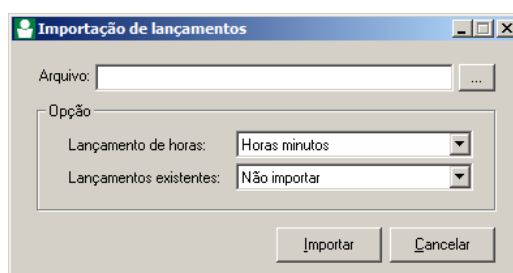 Importação de lançamentos
Arquivo:
...
Opção
Lançamento de horas: Horas minutos
Lançamentos existentes: Não importar
Importar Cancelar